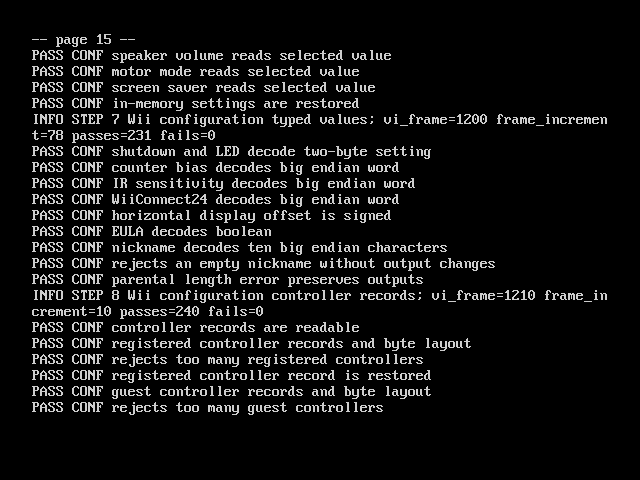 -- page 15 --
PASS CONF speaker volume reads selected value
PASS CONF motor mode reads selected value
PASS CONF screen saver reads selected value
PASS CONF in-memory settings are restored
INFO STEP 7 Wii configuration typed values; vi_frame=1200 frame_incremen
t=78 passes=231 fails=0
PASS CONF shutdown and LED decode two-byte setting
PASS CONF counter bias decodes big endian word
PASS CONF IR sensitivity decodes big endian word
PASS CONF WiiConnect24 decodes big endian word
PASS CONF horizontal display offset is signed
PASS CONF EULA decodes boolean
PASS CONF nickname decodes ten big endian characters
PASS CONF rejects an empty nickname without output changes
PASS CONF parental length error preserves outputs
INFO STEP 8 Wii configuration controller records; vi_frame=1210 frame_in
crement=10 passes=240 fails=0
PASS CONF controller records are readable
PASS CONF registered controller records and byte layout
PASS CONF rejects too many registered controllers
PASS CONF registered controller record is restored
PASS CONF guest controller records and byte layout
PASS CONF rejects too many guest controllers